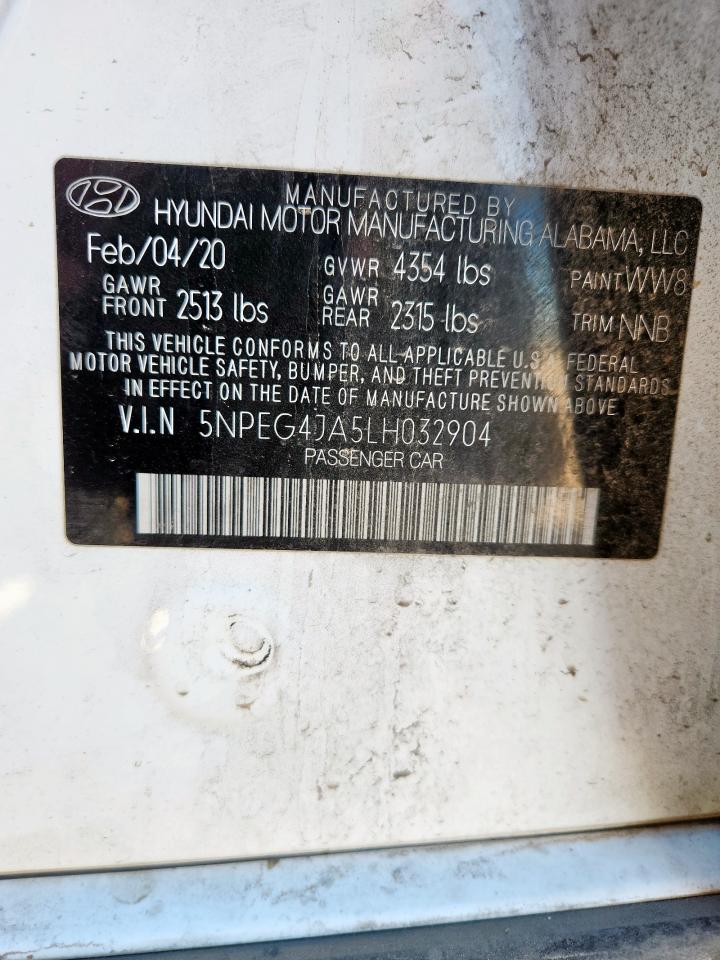 MANUFACTURED BY
HYUNDAI MOTOR MANUFACTURING ALABAMA, LLC
Feb/04/20 GVWR 4354 lbs PAINT WW8
GAWR FRONT 2513 lbs GAWR REAR 2315 lbs TRIM NNB
THIS VEHICLE CONFORMS TO ALL APPLICABLE U.S.A. FEDERAL
MOTOR VEHICLE SAFETY, BUMPER, AND THEFT PREVENTION STANDARDS
IN EFFECT ON THE DATE OF MANUFACTURE SHOWN ABOVE
V.I.N 5NPEG4JA5LH032904
PASSENGER CAR